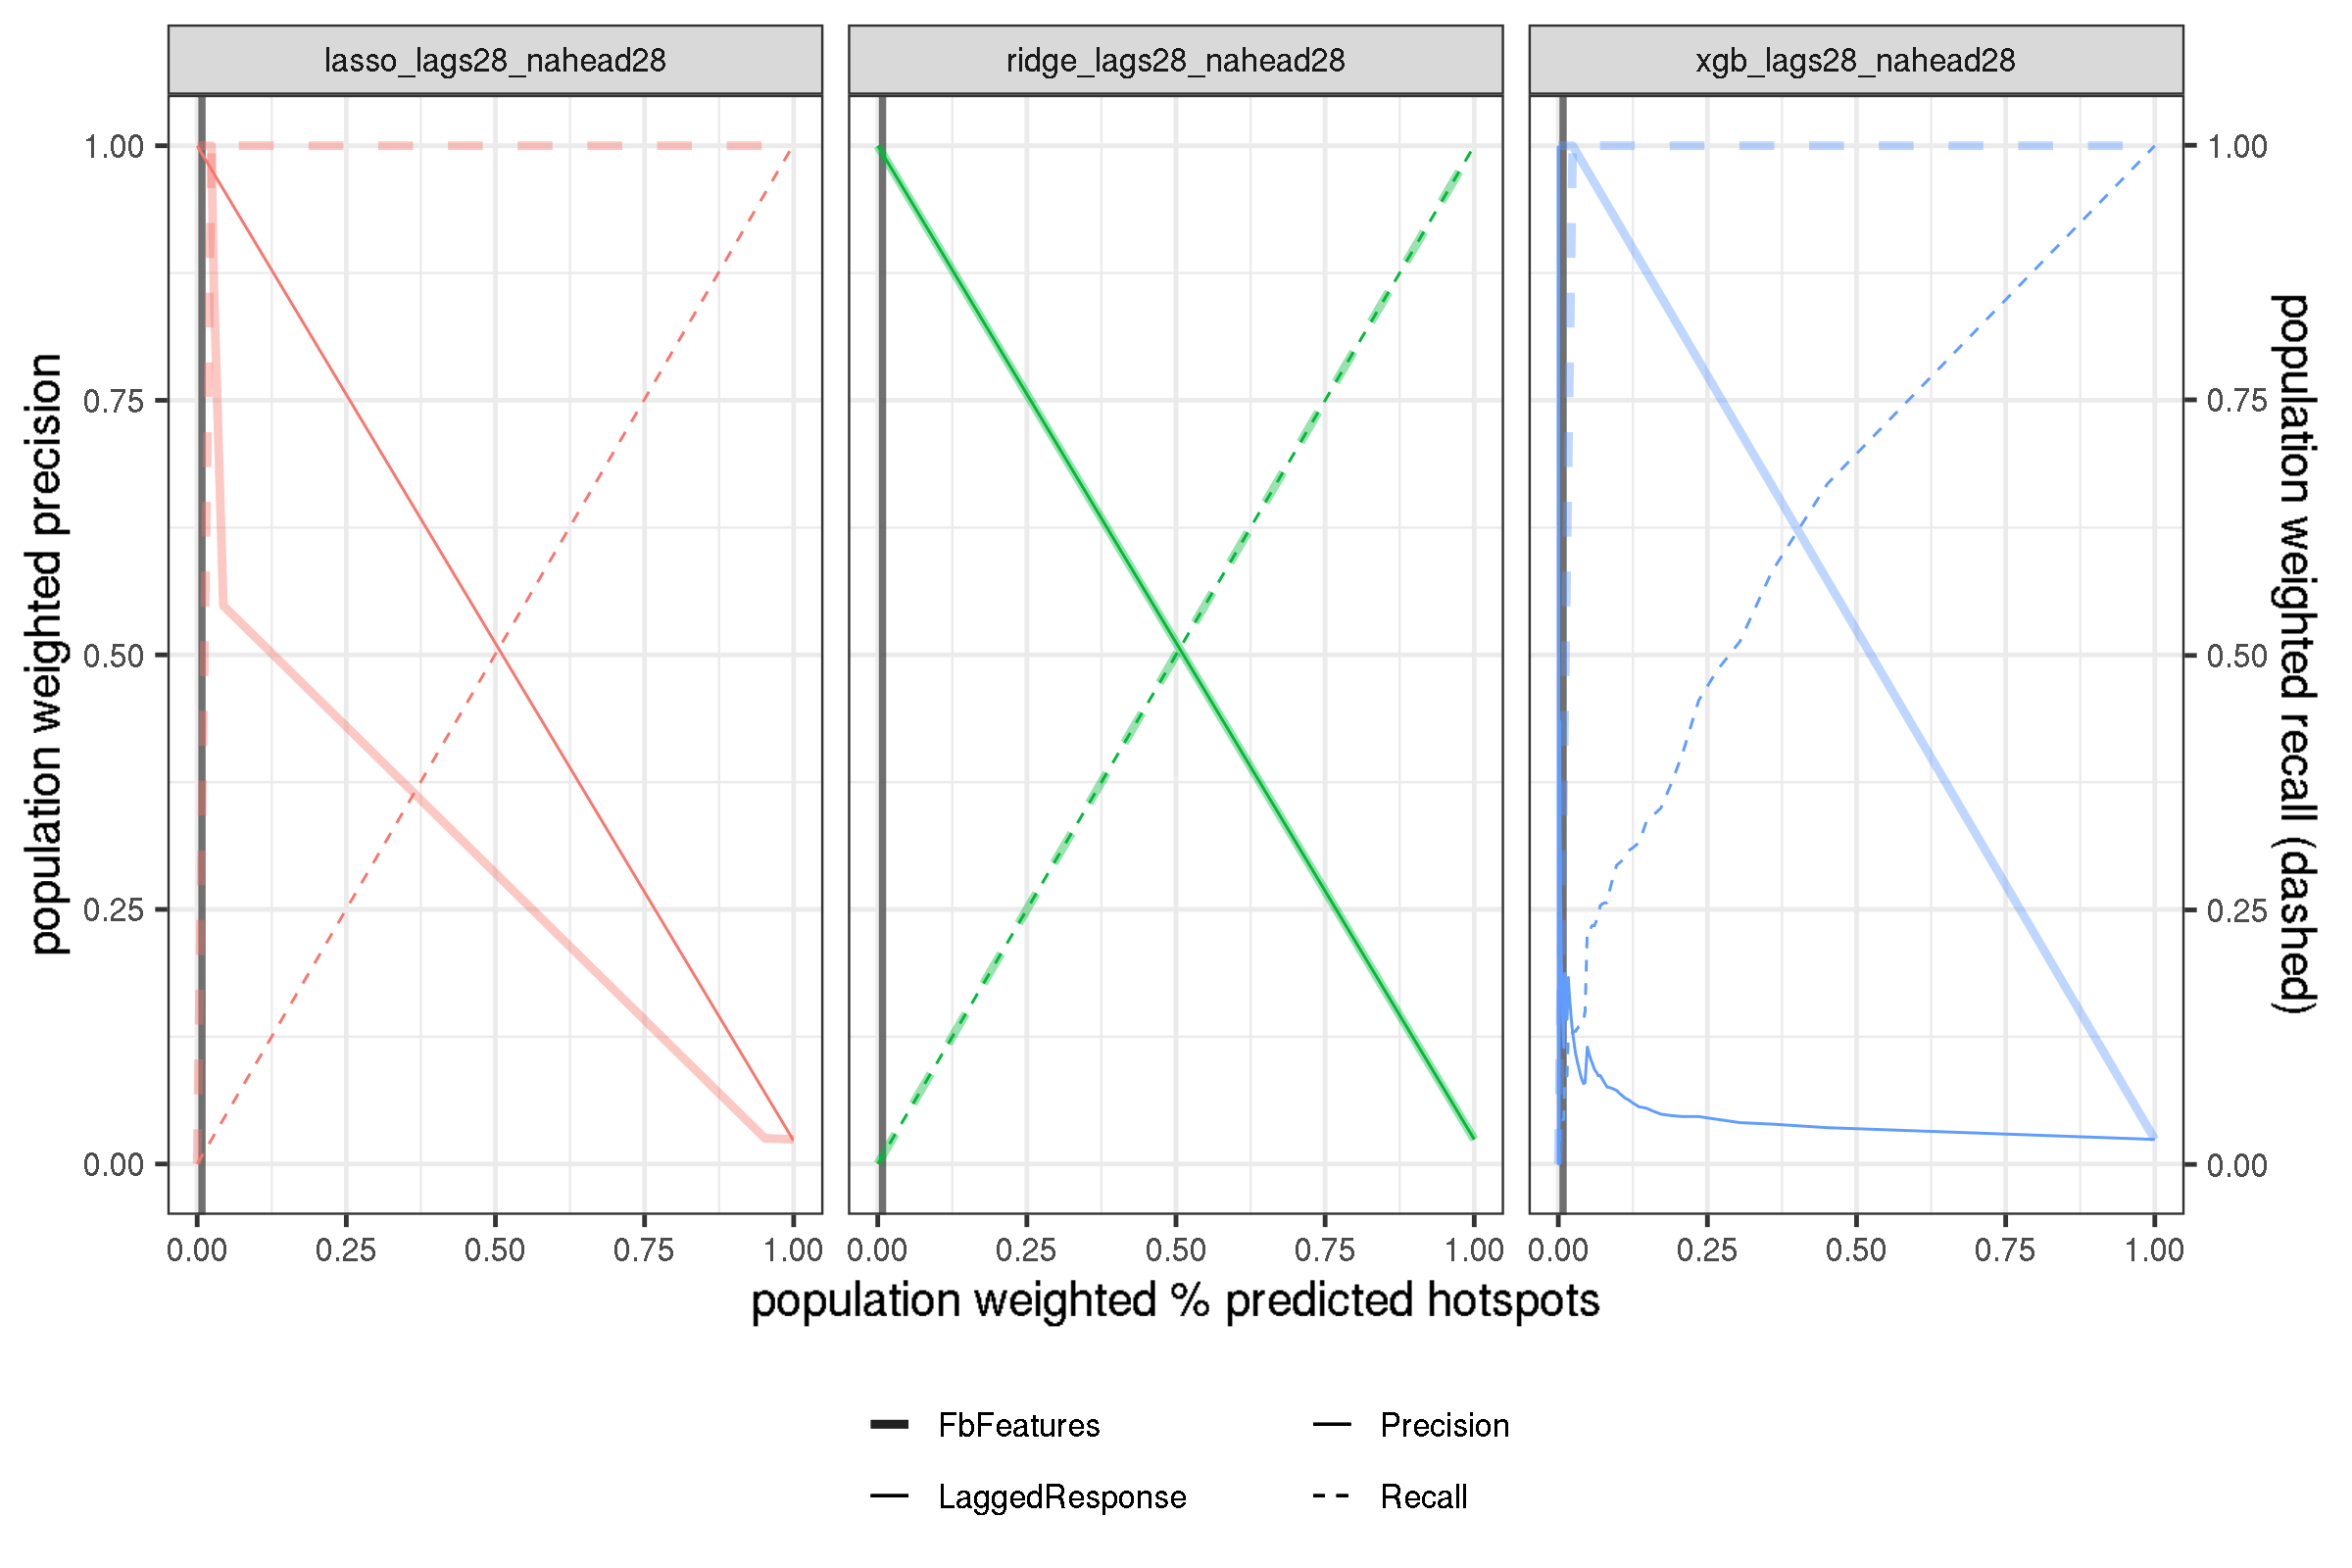 lasso_lags28_nahead28
ridge_lags28_nahead28
xgb_lags28_nahead28
population weighted precision
1.00
0.75
0.50
0.25
0.00
1.00
0.75
0.50
0.25
0.00
population weighted recall (dashed)
0.00 0.25 0.50 0.75 1.00
0.00 0.25 0.50 0.75 1.00
0.00 0.25 0.50 0.75 1.00
population weighted % predicted hotspots
FbFeatures
LaggedResponse
Precision
Recall